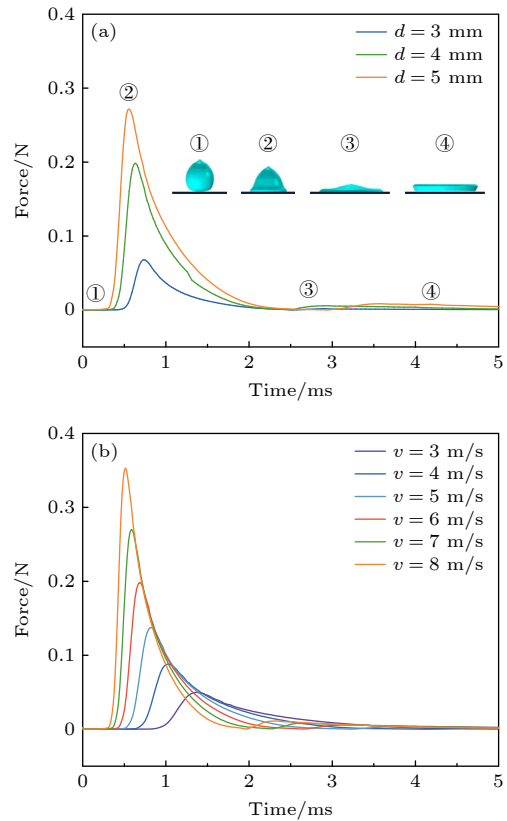 (a)
d = 3 mm
d = 4 mm
d = 5 mm
0.4
0.3
0.2
0.1
0
Force/N
②
① ② ③ ④
① ③ ④
0 1 2 3 4 5
Time/ms
(b)
v = 3 m/s
v = 4 m/s
v = 5 m/s
v = 6 m/s
v = 7 m/s
v = 8 m/s
0.4
0.3
0.2
0.1
0
Force/N
0 1 2 3 4 5
Time/ms